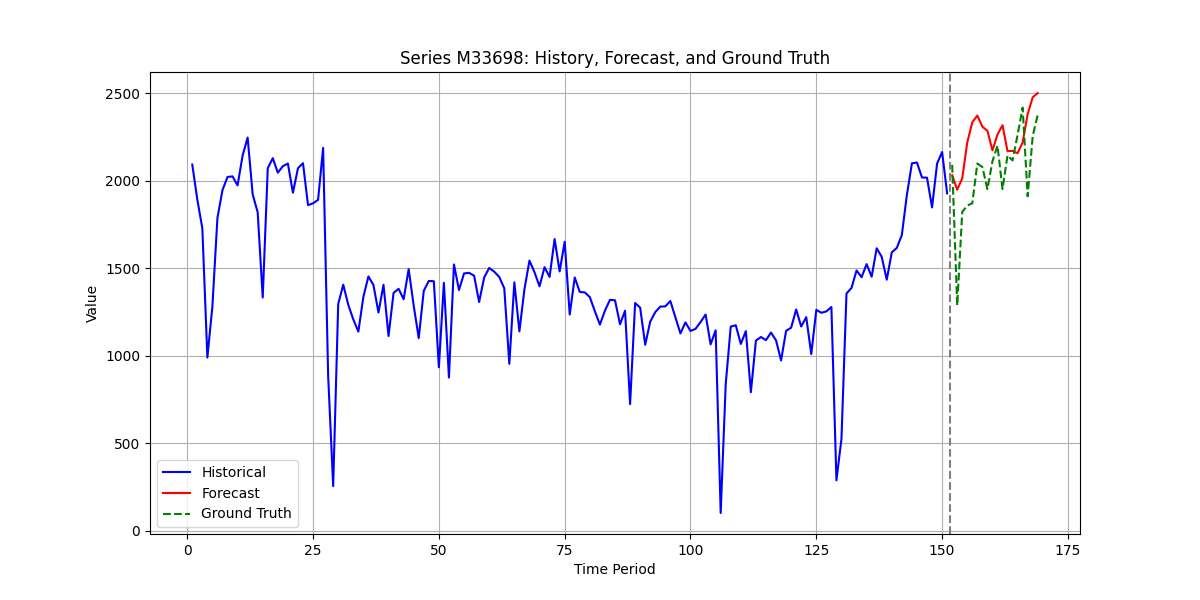 Series M33698: History, Forecast, and Ground Truth
2500
2000
1500
1000
500
0
Value
Historical
Forecast
Ground Truth
0 25 50 75 100 125 150 175
Time Period